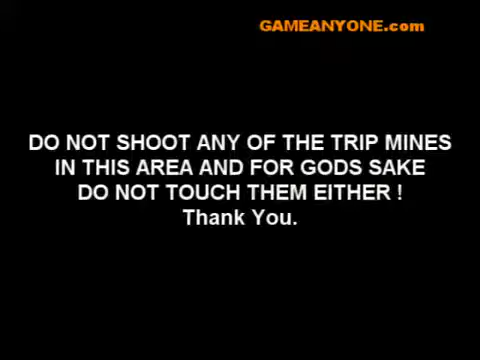 GAMEANYONE.com
DO NOT SHOOT ANY OF THE TRIP MINES
IN THIS AREA AND FOR GODS SAKE
DO NOT TOUCH THEM EITHER !
Thank You.